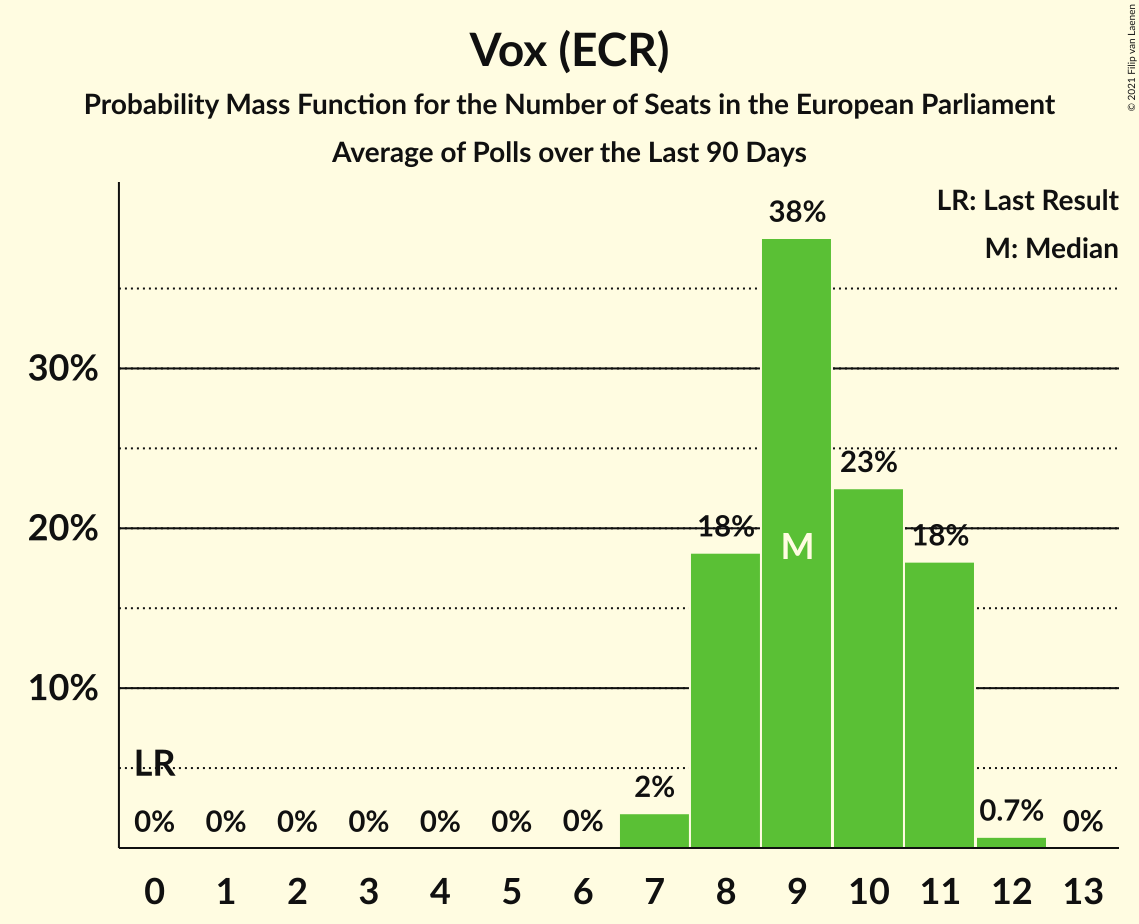 Vox (ECR)
Probability Mass Function for the Number of Seats in the European Parliament
Average of Polls over the Last 90 Days
© 2021 Filip van Laenen
LR: Last Result
M: Median
38%
30%
23%
20%
18%
18%
M
10%
LR
2%
0.7%
0% 0% 0% 0% 0% 0% 0% 0%
0 1 2 3 4 5 6 7 8 9 10 11 12 13